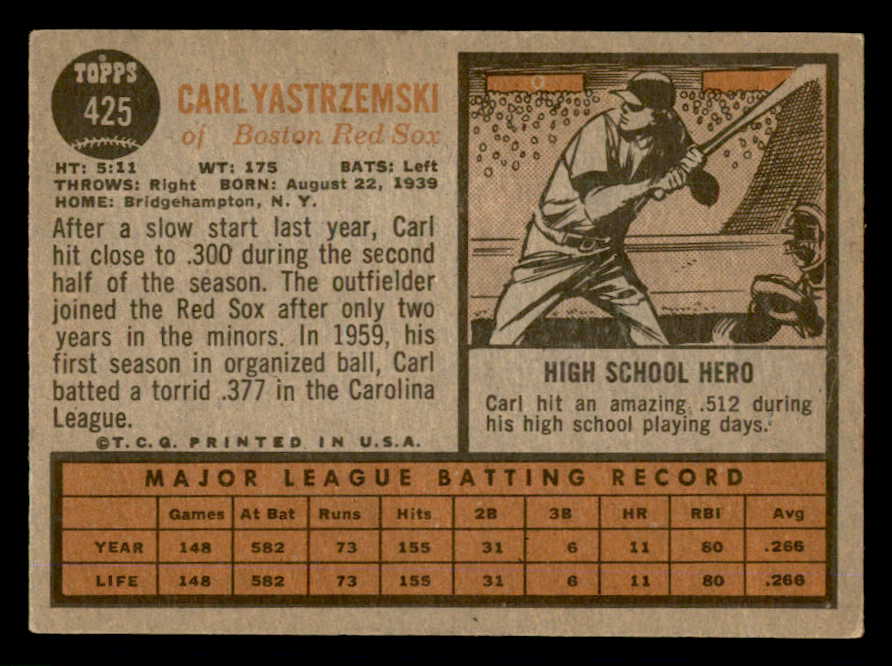 TOPPS
425
CARL YASTRZEMSKI
of Boston Red Sox
HT: 5:11 WT: 175 BATS: Left
THROWS: Right BORN: August 22, 1939
HOME: Bridgehampton, N. Y.
After a slow start last year, Carl
hit close to .300 during the second
half of the season. The outfielder
joined the Red Sox after only two
years in the minors. In 1959, his
first season in organized ball, Carl
batted a torrid .377 in the Carolina
League.
©T. C. G. PRINTED IN U.S.A.
HIGH SCHOOL HERO
Carl hit an amazing .512 during
his high school playing days.
MAJOR LEAGUE BATTING RECORD
Games At Bat Runs Hits 2B 3B HR RBI Avg
YEAR 148 582 73 155 31 6 11 80 .266
LIFE 148 582 73 155 31 6 11 80 .266